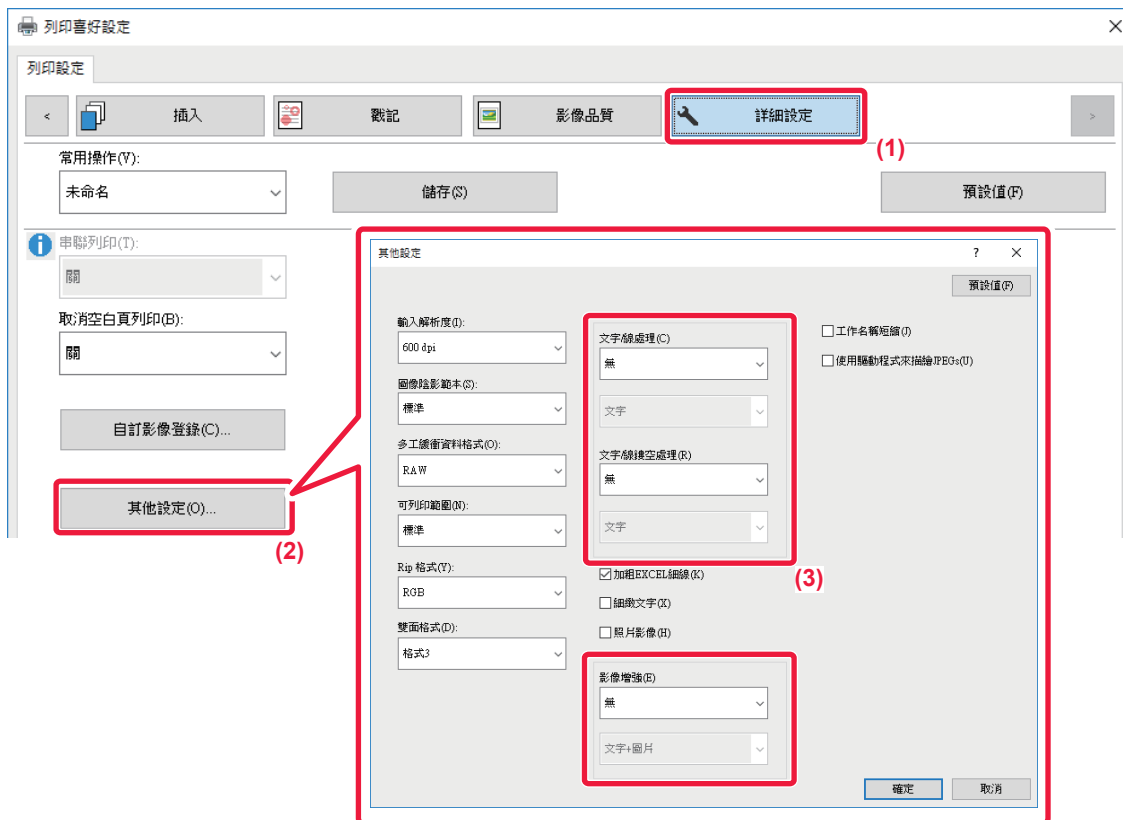 列印喜好設定
列印設定
< 插入 戳記 影像品質 詳細設定 >
(1)
常用操作(V):
未命名 儲存(S) 預設值(F)
串聯列印(T):
關
取消空白頁列印(B):
關
自訂影像登錄(C)...
其他設定(O)...
(2)
其他設定 ?
預設值(F)
輸入解析度(I):
600 dpi
圖像陰影範本(S):
標準
多工緩衝資料格式(O):
RAW
可列印範圍(N):
標準
Rip 格式(Y):
RGB
雙面格式(D):
格式3
文字/線處理(C)
無
文字
文字/線鏤空處理(R)
無
文字
(3)
加粗EXCEL細線(K)
細緻文字(X)
照片影像(H)
影像增強(E)
無
文字+圖片
工作名稱短縮(J)
使用驅動程式來描繪JPEGs(U)
確定 取消